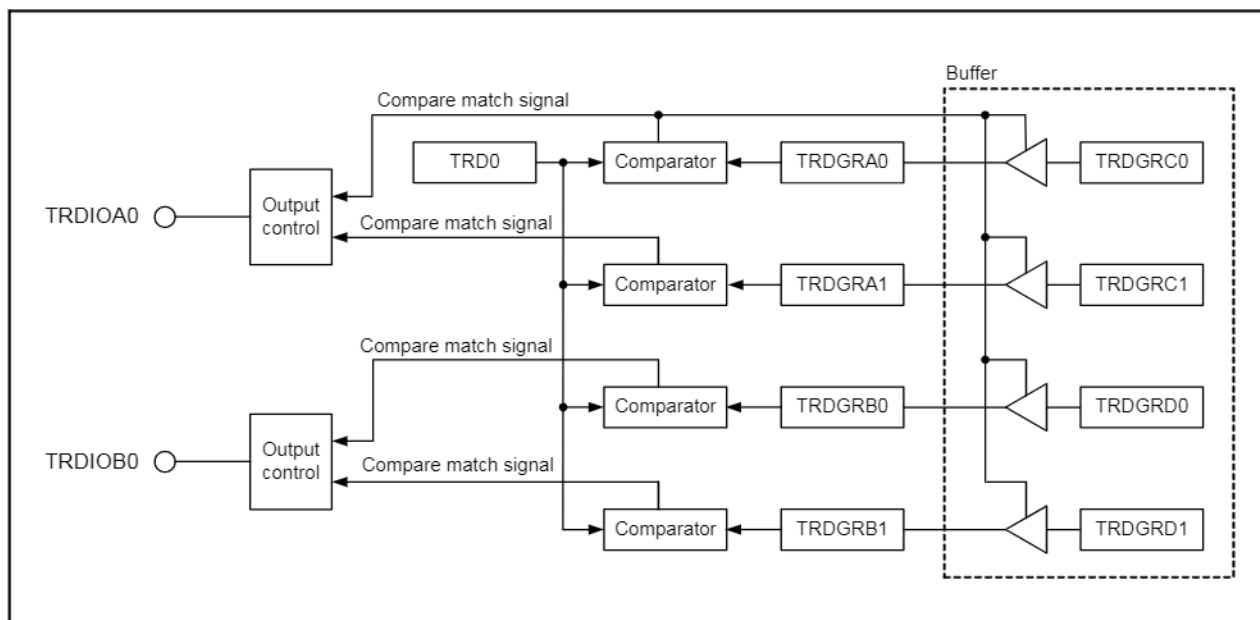 Buffer
Compare match signal
TRD0
Comparator
TRDGRA0
TRDGRC0
TRDIOA0
Output
control
Compare match signal
Comparator
TRDGRA1
TRDGRC1
Compare match signal
Comparator
TRDGRB0
TRDGRD0
TRDIOB0
Output
control
Compare match signal
Comparator
TRDGRB1
TRDGRD1